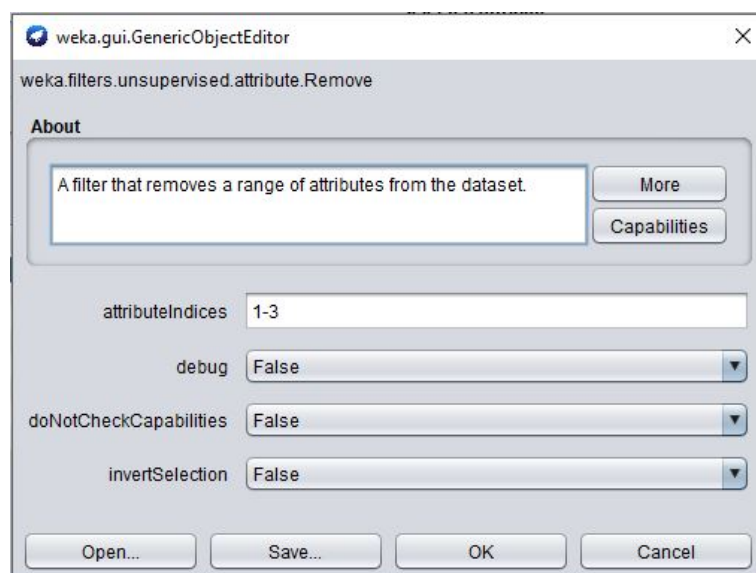 weka.gui.GenericObjectEditor
weka.filters.unsupervised.attribute.Remove
About
A filter that removes a range of attributes from the dataset.
More
Capabilities
attributeIndices 1-3
debug False
doNotCheckCapabilities False
invertSelection False
Open... Save... OK Cancel